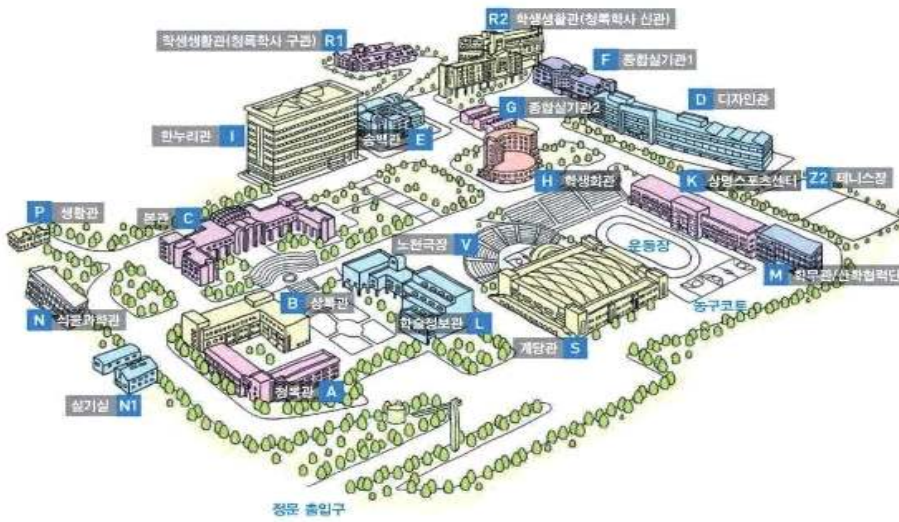 R2 학생생활관(청록학사 신관)
학생생활관(청록학사 구관) R1
F 종합실기관1
D 디자인관
G 종합실기관2
한누리관 I
송백관 E
H 학생회관
K 상명스포츠센터
Z2 테니스장
P 생활관
본관 C
노천극장 V
운동장
M 학무관/산학협력단
농구코트
B 상록관
N 식물과학관
학술정보관 L
계당관 S
청록관 A
실기실 N1
정문 출입구